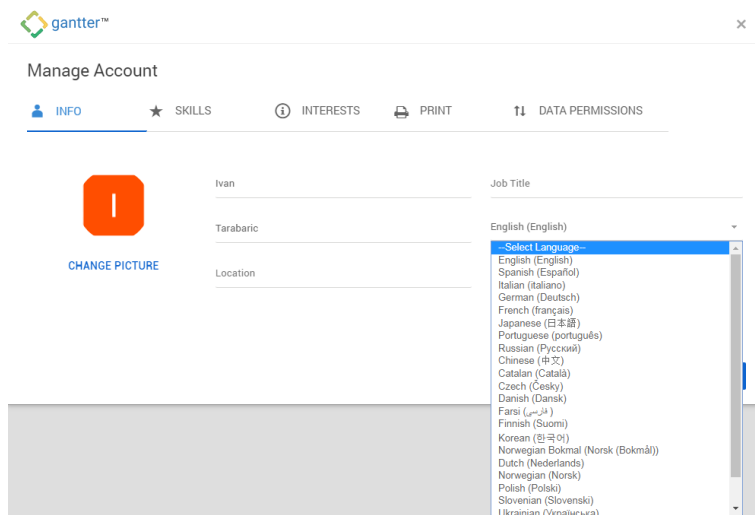 gantter™
×
Manage Account
INFO
SKILLS
INTERESTS
PRINT
DATA PERMISSIONS
I
CHANGE PICTURE
Ivan
Tarabaric
Location
Job Title
English (English)
--Select Language--
English (English)
Spanish (Español)
Italian (italiano)
German (Deutsch)
French (français)
Japanese (日本語)
Portuguese (português)
Russian (Русский)
Chinese (中文)
Catalan (Català)
Czech (Česky)
Danish (Dansk)
Farsi (فارسی)
Finnish (Suomi)
Korean (한국어)
Norwegian Bokmal (Norsk (Bokmål))
Dutch (Nederlands)
Norwegian (Norsk)
Polish (Polski)
Slovenian (Slovenski)
Ukrainian (Українська)